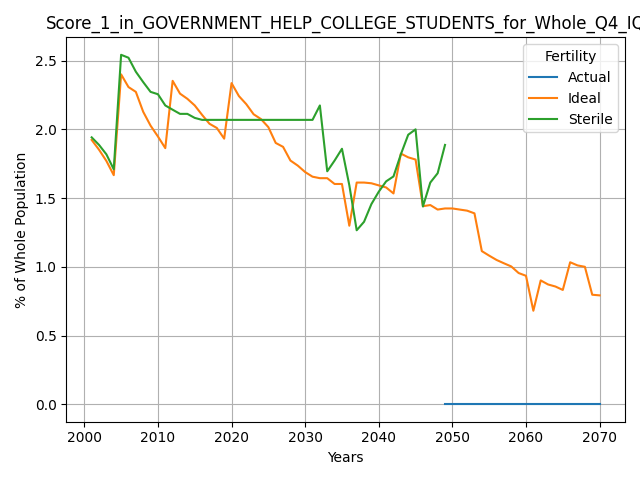 Score_1_in_GOVERNMENT_HELP_COLLEGE_STUDENTS_for_Whole_Q4_IQ
Fertility
Actual
Ideal
Sterile
% of Whole Population
2.5
2.0
1.5
1.0
0.5
0.0
2000 2010 2020 2030 2040 2050 2060 2070
Years